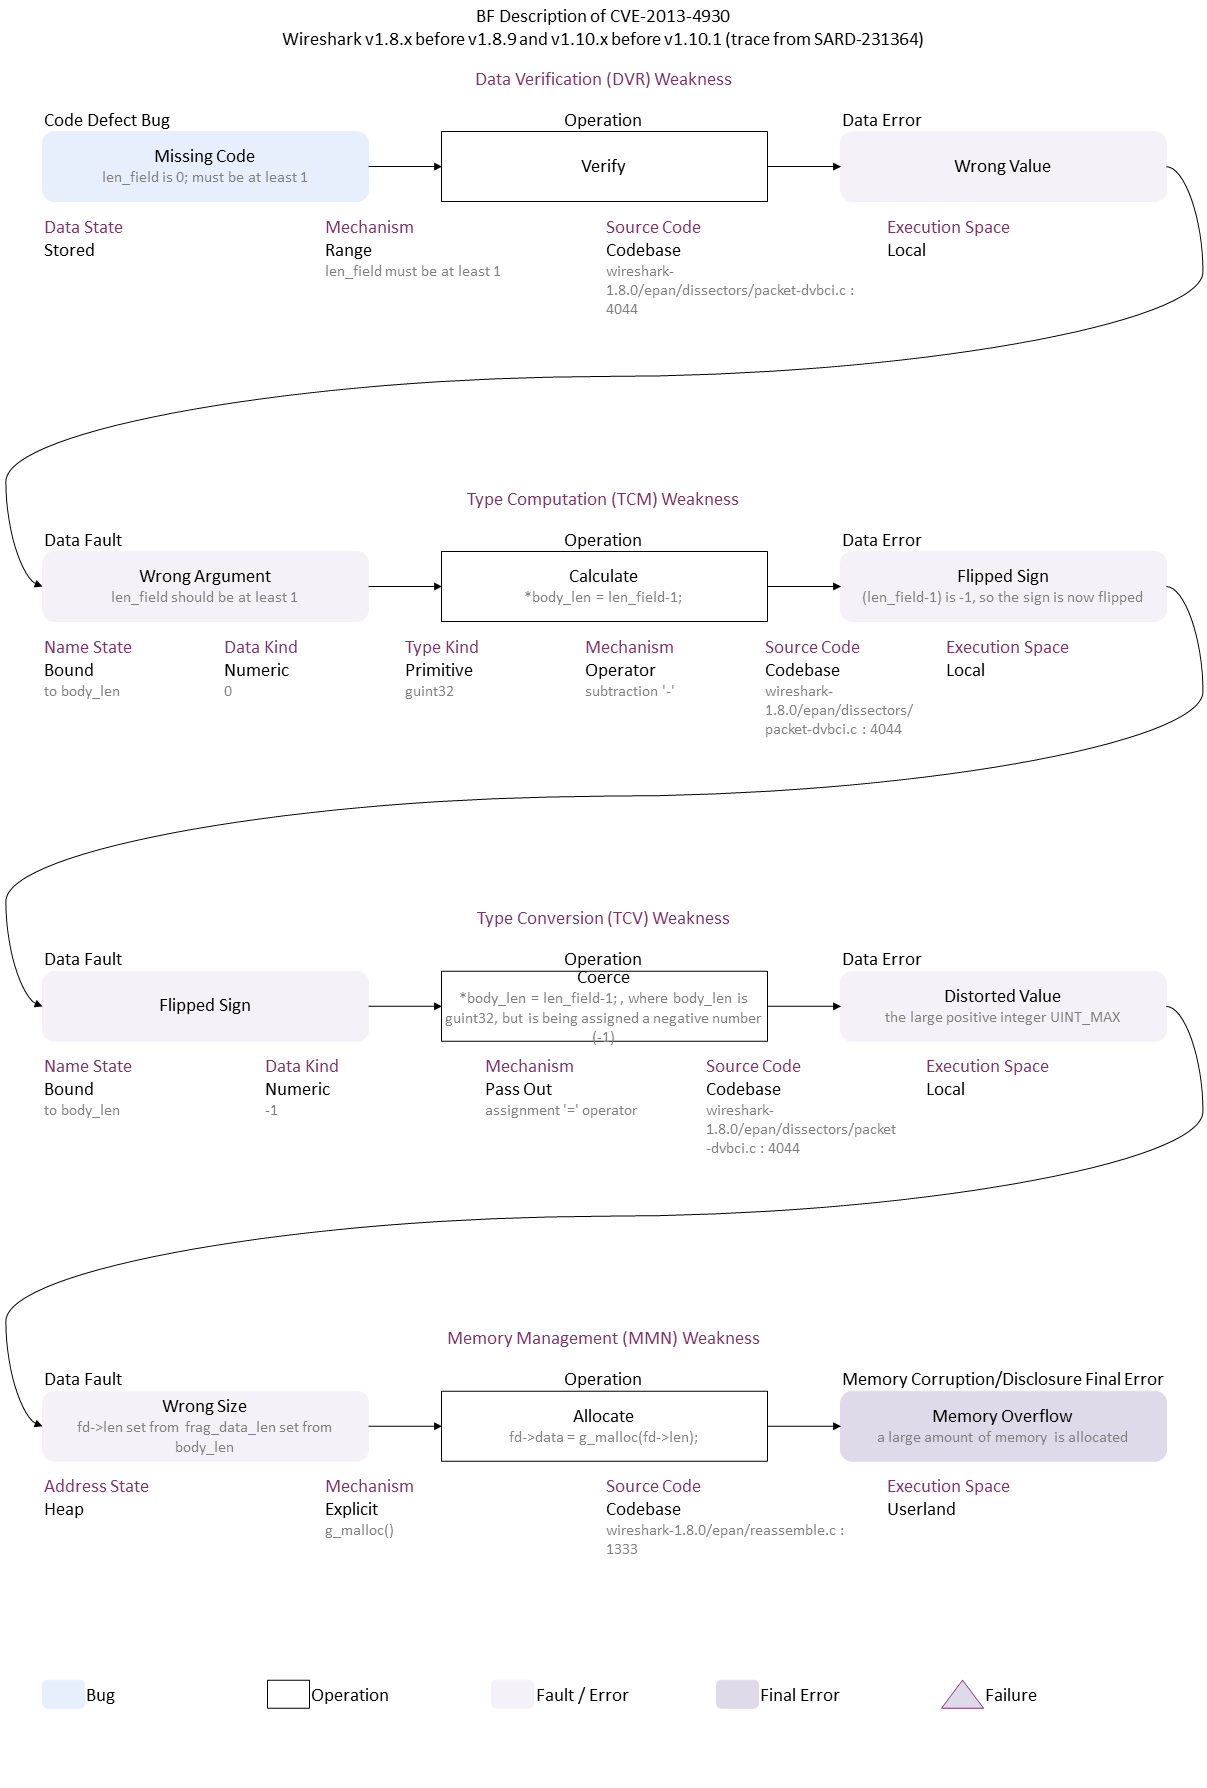 BF Description of CVE-2013-4930
Wireshark v1.8.x before v1.8.9 and v1.10.x before v1.10.1 (trace from SARD-231364)
Data Verification (DVR) Weakness
Code Defect Bug
Operation
Data Error
Missing Code
len_field is 0; must be at least 1
Verify
Wrong Value
Data State
Mechanism
Source Code
Execution Space
Stored
Range
Codebase
Local
len_field must be at least 1
wireshark-
1.8.0/epan/dissectors/packet-dvbci.c :
4044
Type Computation (TCM) Weakness
Data Fault
Operation
Data Error
Wrong Argument
len_field should be at least 1
Calculate
*body_len = len_field-1;
Flipped Sign
(len_field-1) is -1, so the sign is now flipped
Name State
Data Kind
Type Kind
Mechanism
Source Code
Execution Space
Bound
Numeric
Primitive
Operator
Codebase
Local
to body_len
0
guint32
subtraction '-'
wireshark-
1.8.0/epan/dissectors/
packet-dvbci.c : 4044
Type Conversion (TCV) Weakness
Data Fault
Operation
Data Error
Flipped Sign
Coerce
*body_len = len_field-1; , where body_len is
guint32, but is being assigned a negative number
(-1)
Distorted Value
the large positive integer UINT_MAX
Name State
Data Kind
Mechanism
Source Code
Execution Space
Bound
Numeric
Pass Out
Codebase
Local
to body_len
-1
assignment '=' operator
wireshark-
1.8.0/epan/dissectors/packet
-dvbci.c : 4044
Memory Management (MMN) Weakness
Data Fault
Operation
Memory Corruption/Disclosure Final Error
Wrong Size
fd->len set from frag_data_len set from
body_len
Allocate
fd->data = g_malloc(fd->len);
Memory Overflow
a large amount of memory is allocated
Address State
Mechanism
Source Code
Execution Space
Heap
Explicit
Codebase
Userland
g_malloc()
wireshark-1.8.0/epan/reassemble.c :
1333
Bug
Operation
Fault / Error
Final Error
Failure